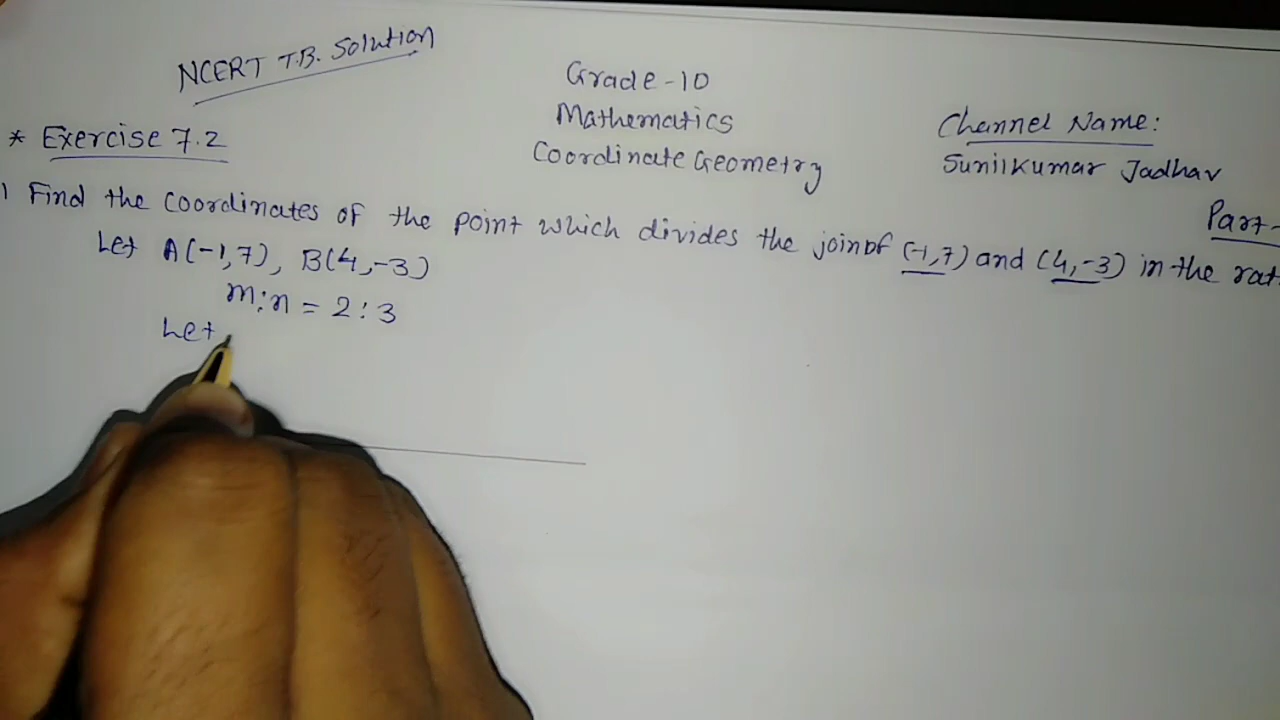 NCERT T.B. Solution
Grade-10
Mathematics
Coordinate Geometry
Channel Name:
Sunilkumar Jadhav
Part-
* Exercise 7.2
1 Find the coordinates of the point which divides the join of (-1,7) and (4,-3) in the rat
Let A(-1,7), B(4,-3)
m:n = 2:3
Let